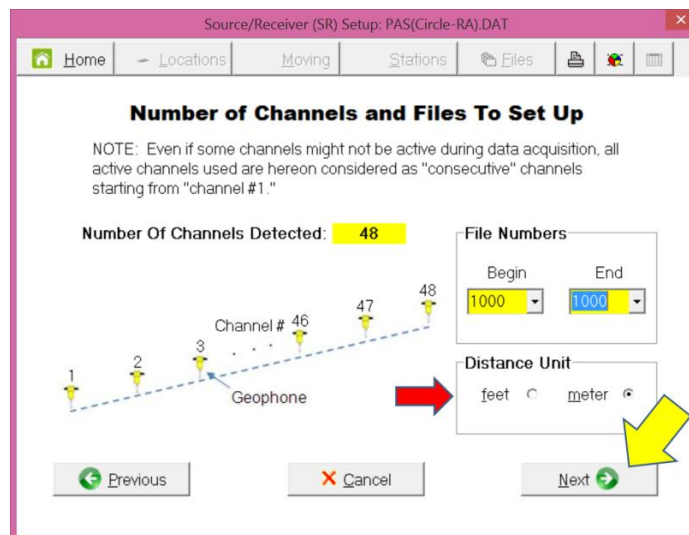 Source/Receiver (SR) Setup: PAS(Circle-RA).DAT
Home
Locations
Moving
Stations
Files
Number of Channels and Files To Set Up
NOTE: Even if some channels might not be active during data acquisition, all
active channels used are hereon considered as "consecutive" channels
starting from "channel #1."
Number Of Channels Detected: 48
File Numbers
Begin End
1000 1000
1 2 3 Channel # 46 47 48
. . .
Geophone
Distance Unit
feet meter
Previous
Cancel
Next